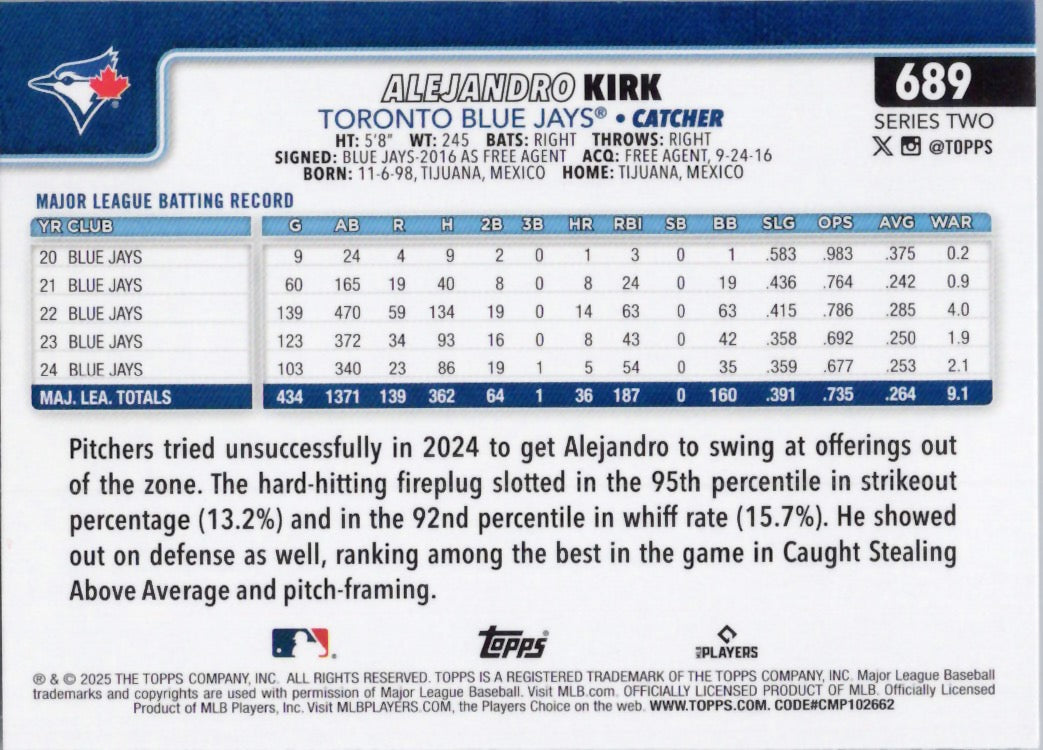 ALEJANDRO KIRK
689
TORONTO BLUE JAYS® • CATCHER
SERIES TWO
HT: 5'8" WT: 245 BATS: RIGHT THROWS: RIGHT
@TOPPS
SIGNED: BLUE JAYS-2016 AS FREE AGENT ACQ: FREE AGENT, 9-24-16
BORN: 11-6-98, TIJUANA, MEXICO HOME: TIJUANA, MEXICO
MAJOR LEAGUE BATTING RECORD
YR CLUB G AB R H 2B 3B HR RBI SB BB SLG OPS AVG WAR
20 BLUE JAYS 9 24 4 9 2 0 1 3 0 1 .583 .983 .375 0.2
21 BLUE JAYS 60 165 19 40 8 0 8 24 0 19 .436 .764 .242 0.9
22 BLUE JAYS 139 470 59 134 19 0 14 63 0 63 .415 .786 .285 4.0
23 BLUE JAYS 123 372 34 93 16 0 8 43 0 42 .358 .692 .250 1.9
24 BLUE JAYS 103 340 23 86 19 1 5 54 0 35 .359 .677 .253 2.1
MAJ. LEA. TOTALS 434 1371 139 362 64 1 36 187 0 160 .391 .735 .264 9.1
Pitchers tried unsuccessfully in 2024 to get Alejandro to swing at offerings out
of the zone. The hard-hitting fireplug slotted in the 95th percentile in strikeout
percentage (13.2%) and in the 92nd percentile in whiff rate (15.7%). He showed
out on defense as well, ranking among the best in the game in Caught Stealing
Above Average and pitch-framing.
topps®
MLB PLAYERS
® & © 2025 THE TOPPS COMPANY, INC. ALL RIGHTS RESERVED. TOPPS IS A REGISTERED TRADEMARK OF THE TOPPS COMPANY, INC. Major League Baseball
trademarks and copyrights are used with permission of Major League Baseball. Visit MLB.com. OFFICIALLY LICENSED PRODUCT OF MLB. Officially Licensed
Product of MLB Players, Inc. Visit MLBPLAYERS.COM, the Players Choice on the web. WWW.TOPPS.COM. CODE#CMP102662